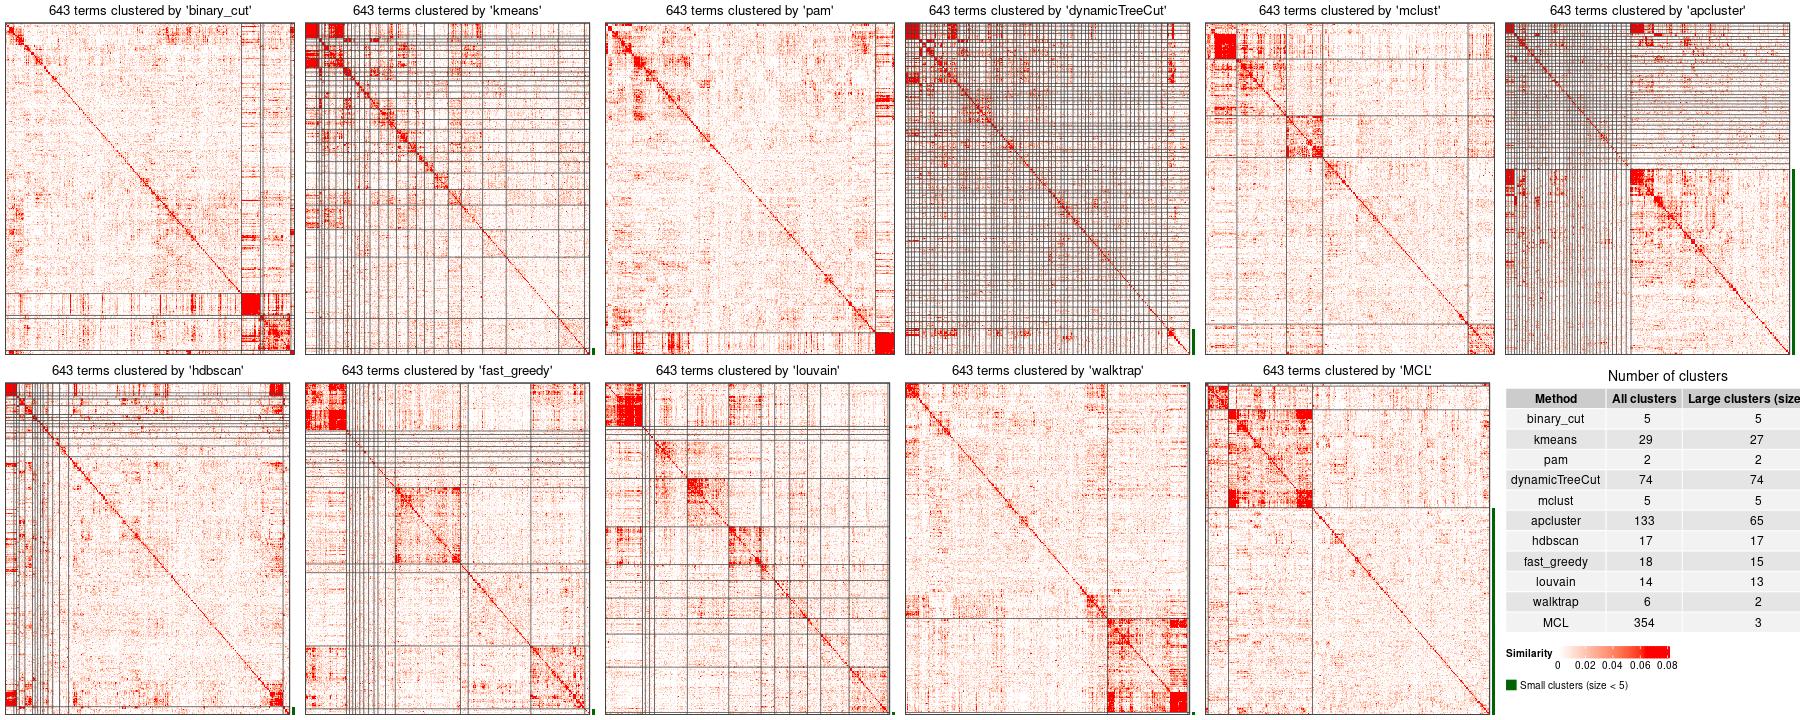 643 terms clustered by 'binary_cut'
643 terms clustered by 'kmeans'
643 terms clustered by 'pam'
643 terms clustered by 'dynamicTreeCut'
643 terms clustered by 'mclust'
643 terms clustered by 'apcluster'
643 terms clustered by 'hdbscan'
643 terms clustered by 'fast_greedy'
643 terms clustered by 'louvain'
643 terms clustered by 'walktrap'
643 terms clustered by 'MCL'
Number of clusters
Method All clusters Large clusters (size
binary_cut 5 5
kmeans 29 27
pam 2 2
dynamicTreeCut 74 74
mclust 5 5
apcluster 133 65
hdbscan 17 17
fast_greedy 18 15
louvain 14 13
walktrap 6 2
MCL 354 3
Similarity
0 0.02 0.04 0.06 0.08
Small clusters (size < 5)